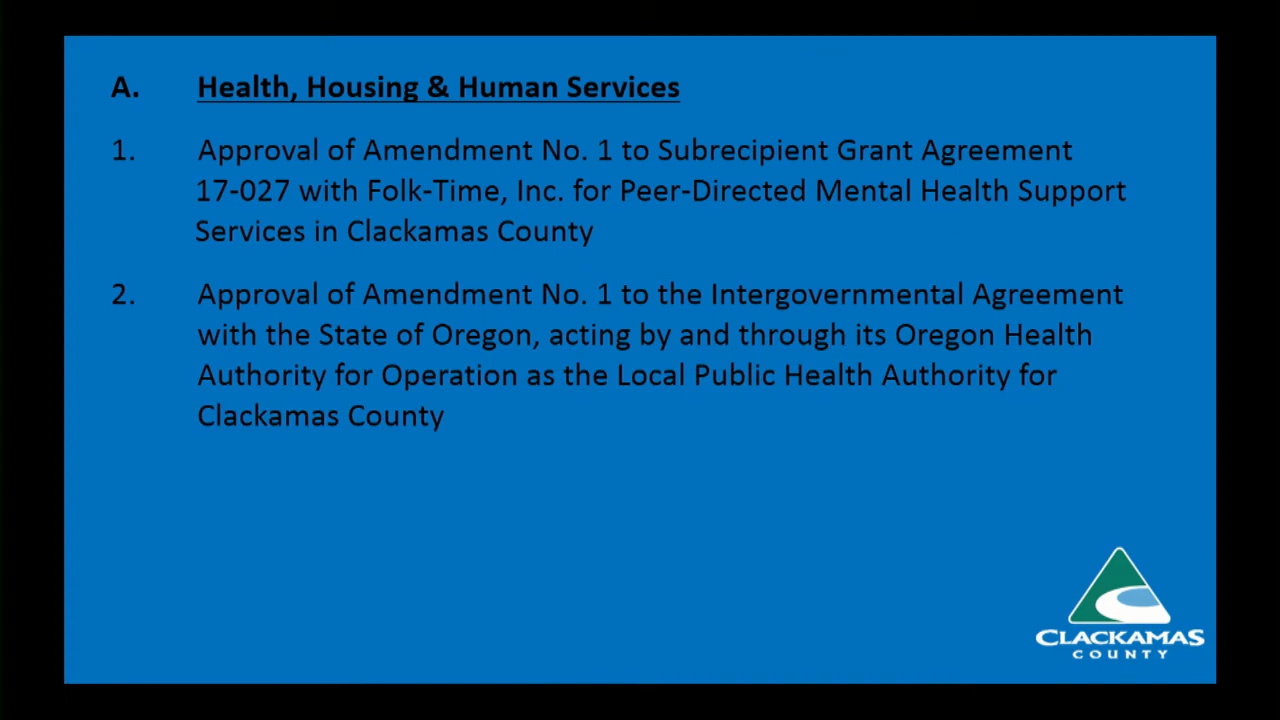 A. Health, Housing & Human Services
1. Approval of Amendment No. 1 to Subrecipient Grant Agreement
17-027 with Folk-Time, Inc. for Peer-Directed Mental Health Support
Services in Clackamas County
2. Approval of Amendment No. 1 to the Intergovernmental Agreement
with the State of Oregon, acting by and through its Oregon Health
Authority for Operation as the Local Public Health Authority for
Clackamas County
CLACKAMAS
COUNTY